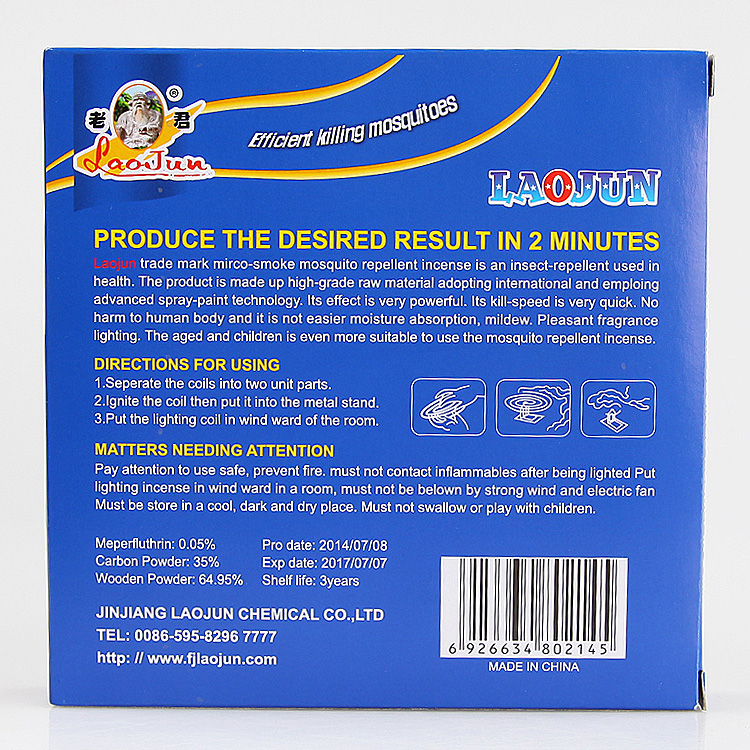 老 君 ®
LaoJun
Efficient killing mosquitoes
LAOJUN
PRODUCE THE DESIRED RESULT IN 2 MINUTES
Laojun trade mark mirco-smoke mosquito repellent incense is an insect-repellent used in
health. The product is made up high-grade raw material adopting international and emploing
advanced spray-paint technology. Its effect is very powerful. Its kill-speed is very quick. No
harm to human body and it is not easier moisture absorption, mildew. Pleasant fragrance
lighting. The aged and children is even more suitable to use the mosquito repellent incense.
DIRECTIONS FOR USING
1.Seperate the coils into two unit parts.
2.Ignite the coil then put it into the metal stand.
3.Put the lighting coil in wind ward of the room.
MATTERS NEEDING ATTENTION
Pay attention to use safe, prevent fire. must not contact inflammables after being lighted Put
lighting incense in wind ward in a room, must not be belown by strong wind and electric fan
Must be store in a cool, dark and dry place. Must not swallow or play with children.
Meperfluthrin: 0.05% Pro date: 2014/07/08
Carbon Powder: 35% Exp date: 2017/07/07
Wooden Powder: 64.95% Shelf life: 3years
JINJIANG LAOJUN CHEMICAL CO.,LTD
TEL: 0086-595-8296 7777
http: // www.fjlaojun.com
6 926634 802145
MADE IN CHINA